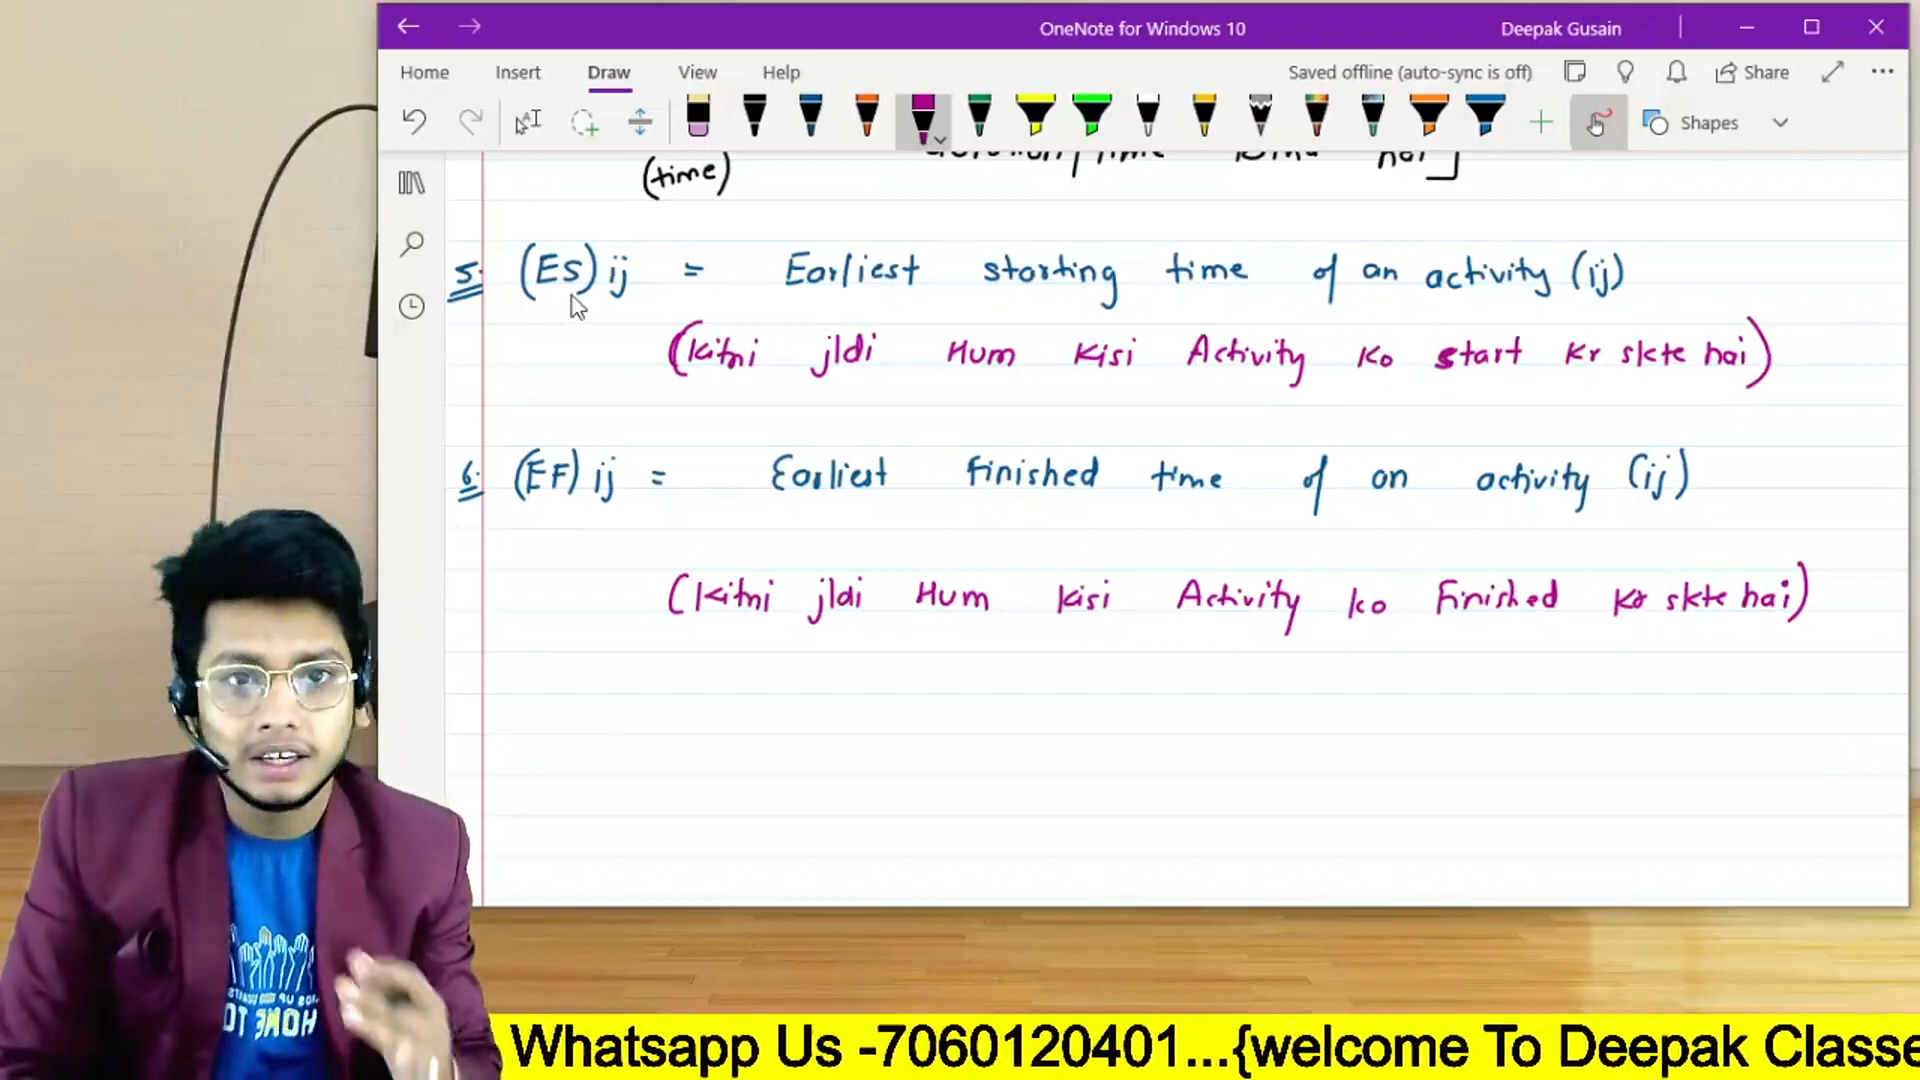 OneNote for Windows 10 Deepak Gusain
Home Insert Draw View Help Saved offline (auto-sync is off) Share
Shapes
(time) hai]
5. (ES) ij = Earliest starting time of an activity (ij)
(Kitni jldi Hum Kisi Activity Ko start Kr skte hai)
6. (EF) ij = Earliest Finished time of an activity (ij)
(Kitni jldi Hum Kisi Activity ko Finished Kr skte hai)
HOME TO
Whatsapp Us -7060120401...{welcome To Deepak Classe